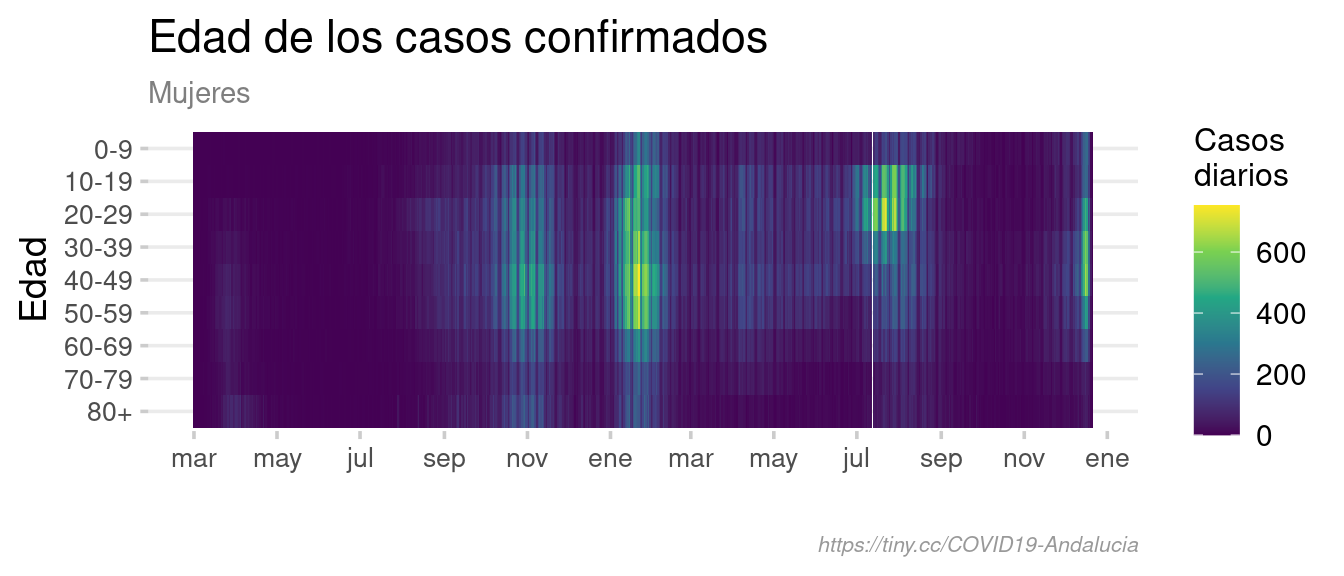 Edad de los casos confirmados
Mujeres
Edad
0-9
10-19
20-29
30-39
40-49
50-59
60-69
70-79
80+
mar may jul sep nov ene mar may jul sep nov ene
Casos
diarios
600
400
200
0
https://tiny.cc/COVID19-Andalucia